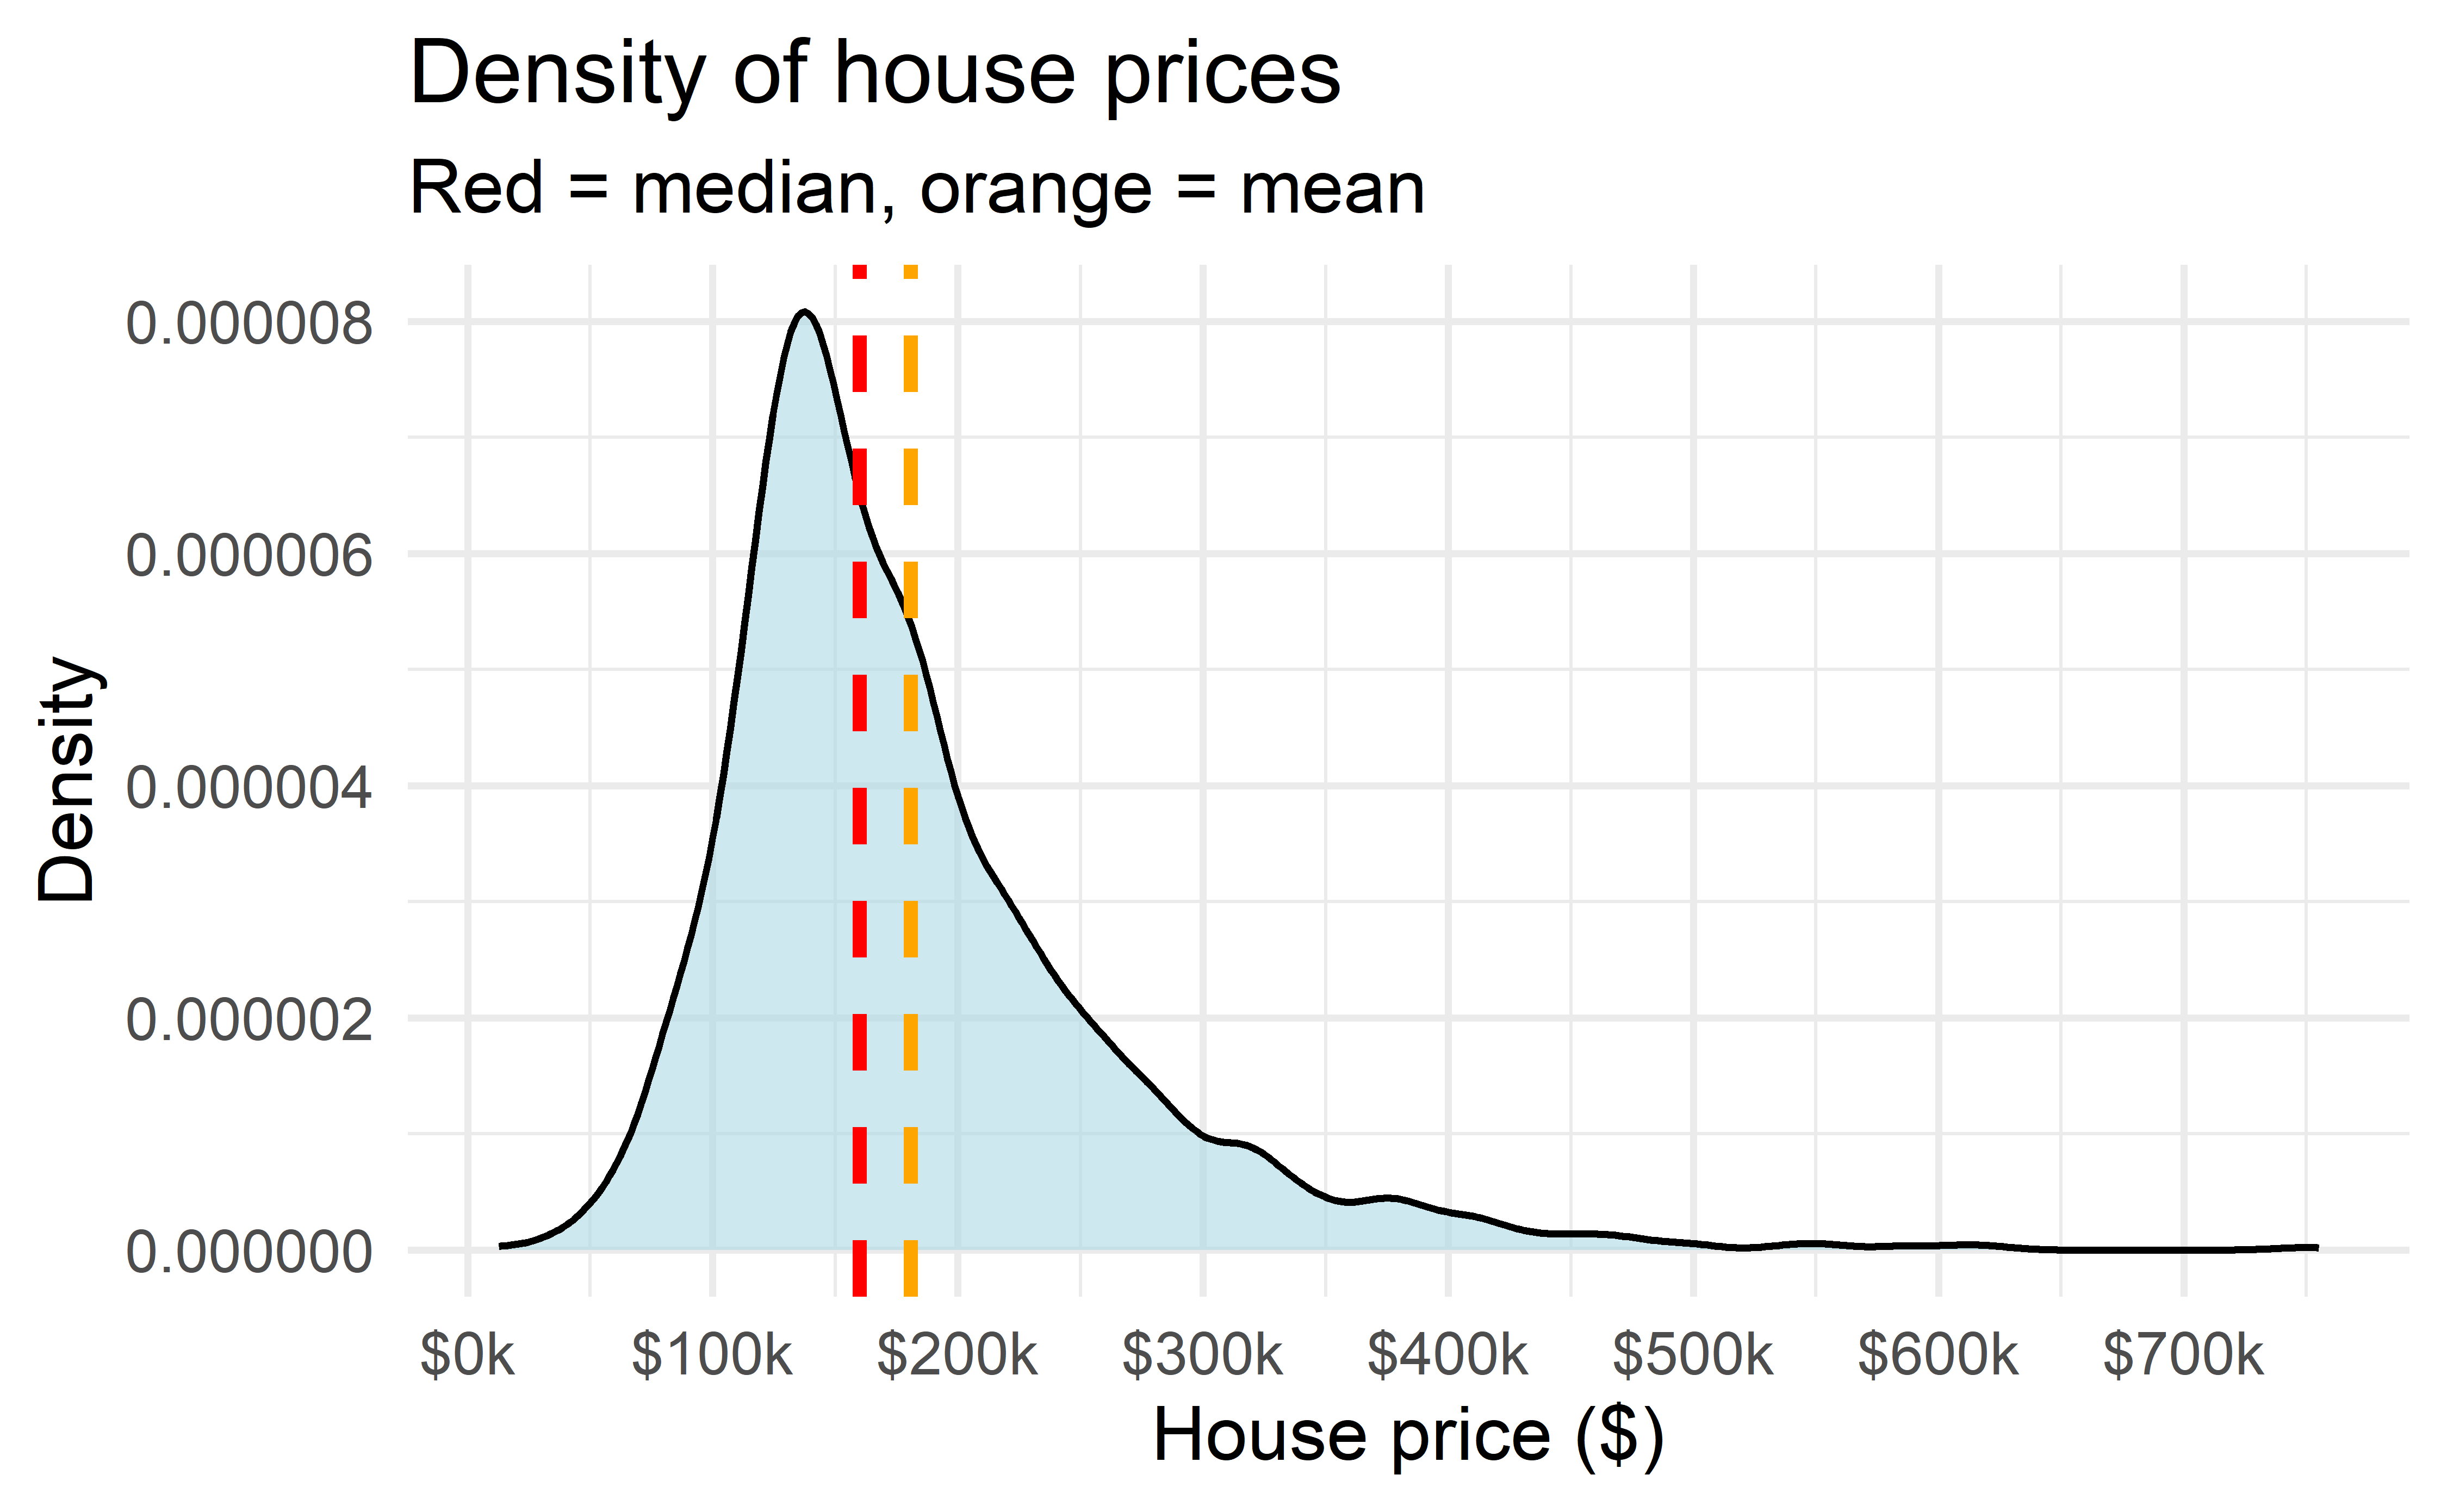 Density of house prices
Red = median, orange = mean
Density
0.000008
0.000006
0.000004
0.000002
0.000000
$0k $100k $200k $300k $400k $500k $600k $700k
House price ($)